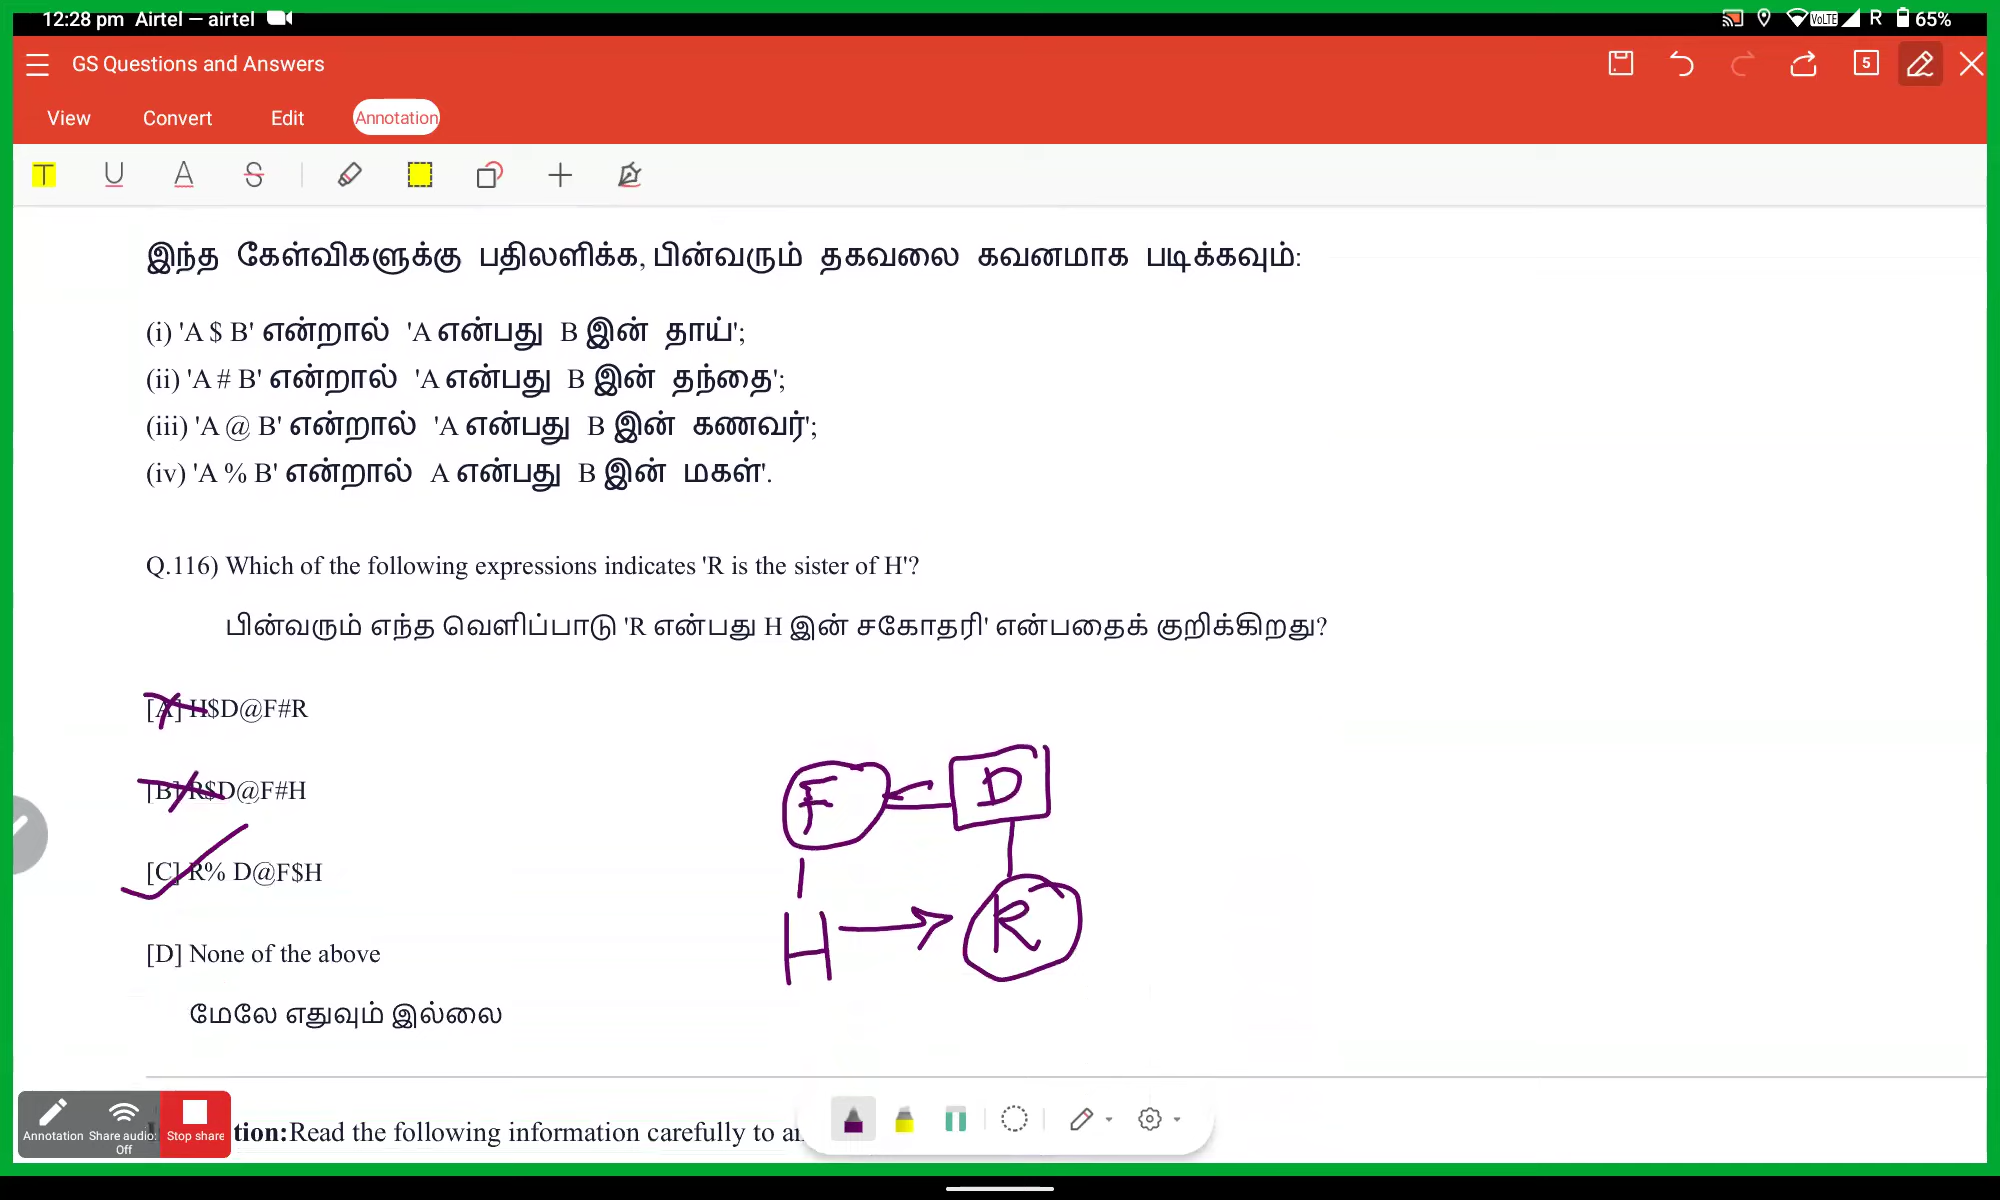 12:28 pm Airtel — airtel VoLTE R 65%
GS Questions and Answers 5
View Convert Edit Annotation
T U A S
இந்த கேள்விகளுக்கு பதிலளிக்க, பின்வரும் தகவலை கவனமாக படிக்கவும்:
(i) 'A $ B' என்றால் 'A என்பது B இன் தாய்';
(ii) 'A # B' என்றால் 'A என்பது B இன் தந்தை';
(iii) 'A @ B' என்றால் 'A என்பது B இன் கணவர்';
(iv) 'A % B' என்றால் A என்பது B இன் மகள்'.
Q.116) Which of the following expressions indicates 'R is the sister of H'?
பின்வரும் எந்த வெளிப்பாடு 'R என்பது H இன் சகோதரி' என்பதைக் குறிக்கிறது?
[A] H$D@F#R
[B] R$D@F#H
[C] R% D@F$H
[D] None of the above
மேலே எதுவும் இல்லை
F D
H R
Annotation Share audio: Off Stop share
tion:Read the following information carefully to an